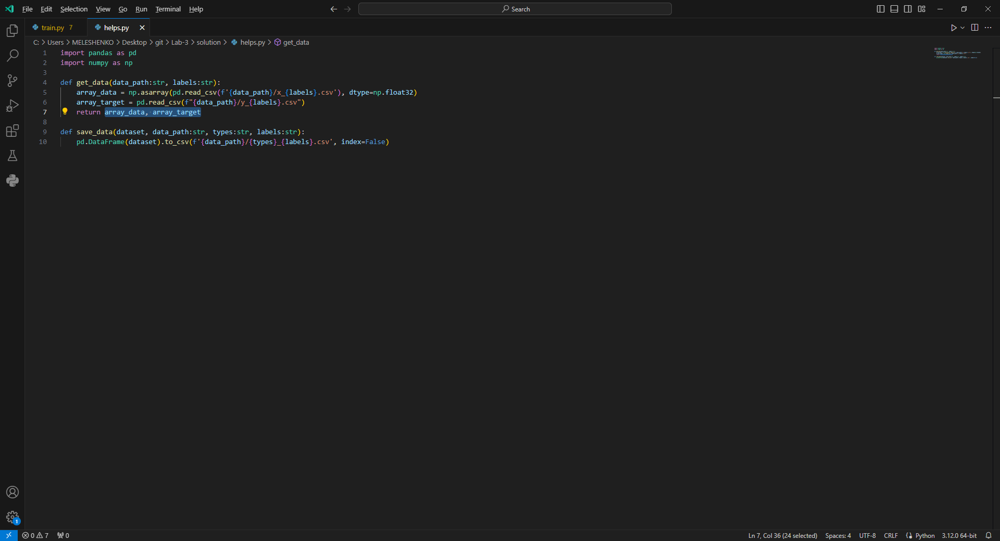 File Edit Selection View Go Run Terminal Help
Search
train.py 7
helps.py
C: > Users > MELESHENKO > Desktop > git > Lab-3 > solution > helps.py > get_data
1 import pandas as pd
2 import numpy as np
3
4 def get_data(data_path:str, labels:str):
5     array_data = np.asarray(pd.read_csv(f'{data_path}/x_{labels}.csv'), dtype=np.float32)
6     array_target = pd.read_csv(f"{data_path}/y_{labels}.csv")
7     return array_data, array_target
8
9 def save_data(dataset, data_path:str, types:str, labels:str):
10     pd.DataFrame(dataset).to_csv(f'{data_path}/{types}_{labels}.csv', index=False)
1
0 7 0
Ln 7, Col 36 (24 selected) Spaces: 4 UTF-8 CRLF Python 3.12.0 64-bit